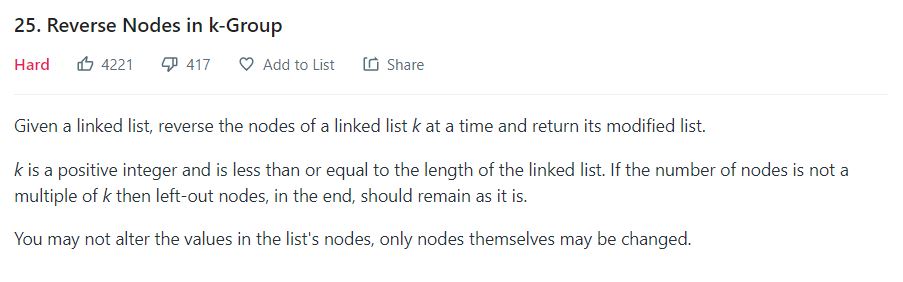 25. Reverse Nodes in k-Group
Hard 4221 417 Add to List Share
Given a linked list, reverse the nodes of a linked list k at a time and return its modified list.
k is a positive integer and is less than or equal to the length of the linked list. If the number of nodes is not a
multiple of k then left-out nodes, in the end, should remain as it is.
You may not alter the values in the list's nodes, only nodes themselves may be changed.